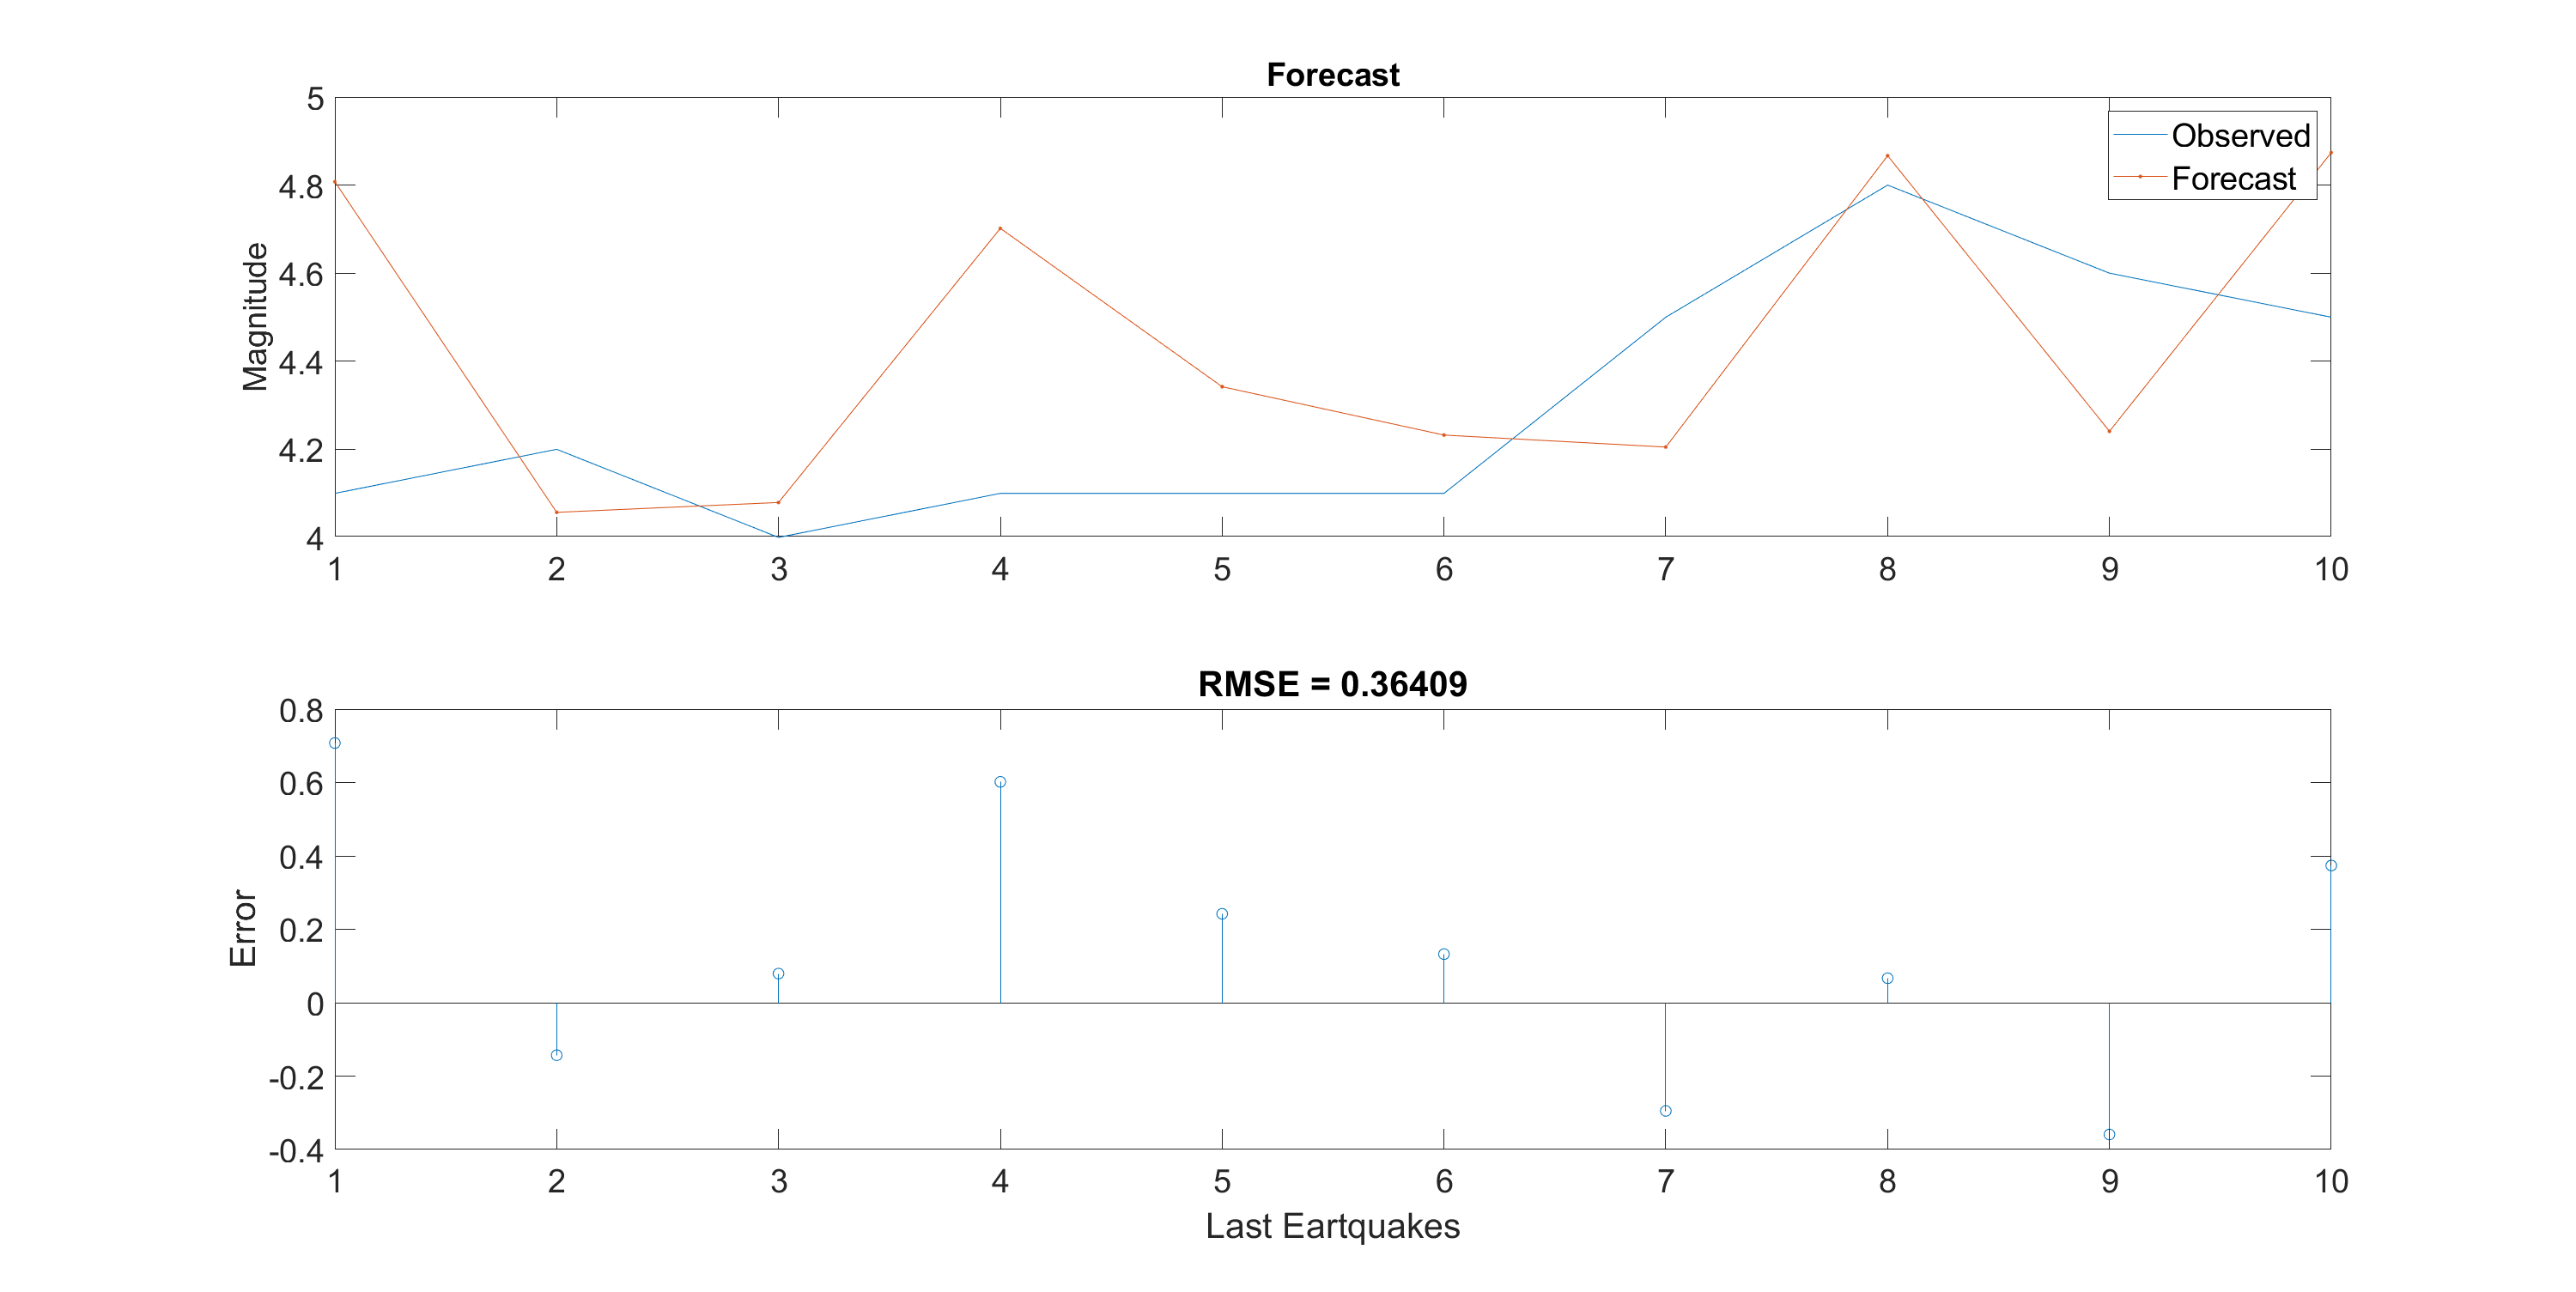 Forecast
5
4.8
4.6
4.4
4.2
4
Magnitude
Observed
Forecast
1 2 3 4 5 6 7 8 9 10
RMSE = 0.36409
0.8
0.6
0.4
0.2
0
-0.2
-0.4
Error
1 2 3 4 5 6 7 8 9 10
Last Eartquakes